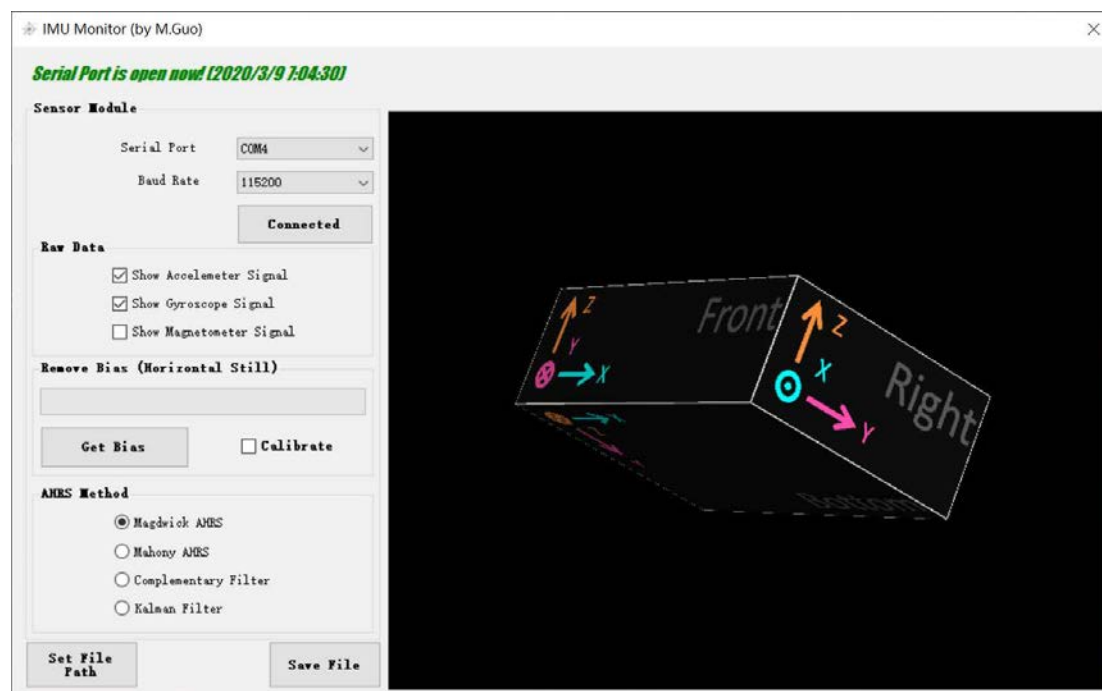 IMU Monitor (by M.Guo)
Serial Port is open now! [2020/3/9 7:04:30]
Sensor Module
Serial Port COM4
Baud Rate 115200
Connected
Raw Data
Show Accelemeter Signal
Show Gyroscope Signal
Show Magnetometer Signal
Remove Bias (Horizontal Still)
Get Bias Calibrate
AHRS Method
Magdwick AHRS
Mahony AHRS
Complementary Filter
Kalman Filter
Set File
Path
Save File
Z
Y
X
Front
Z
X
Y
Right
Bottom